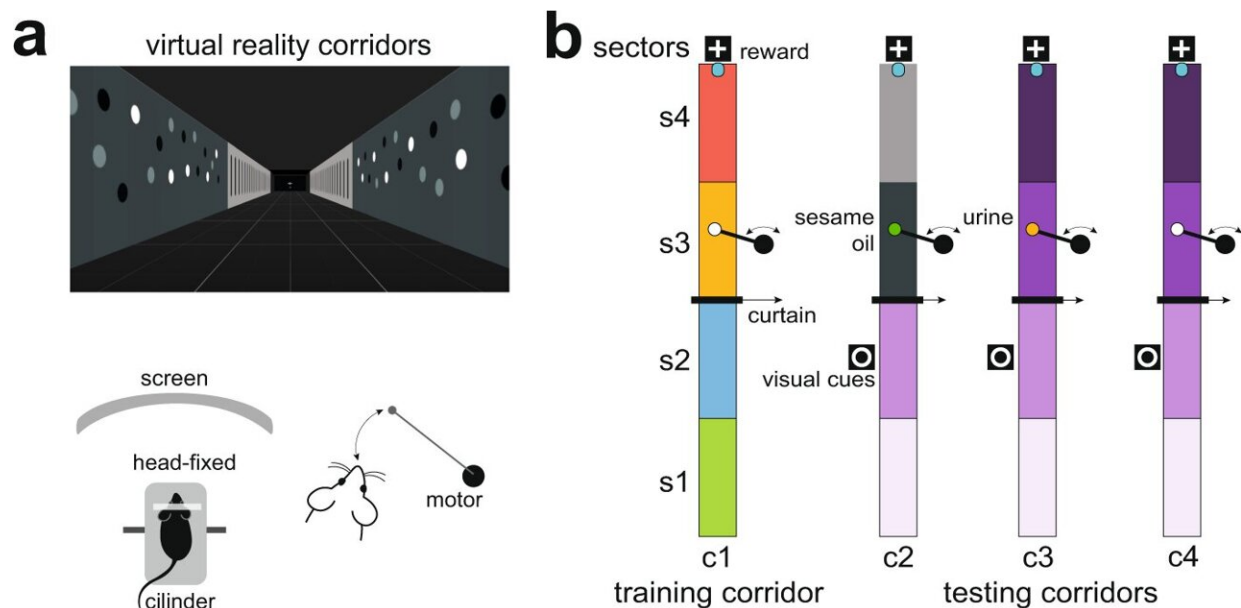 a
virtual reality corridors
screen
head-fixed
motor
cilinder
b
sectors
reward
s4
s3
s2
s1
sesame
oil
urine
curtain
visual cues
c1
c2
c3
c4
training corridor
testing corridors